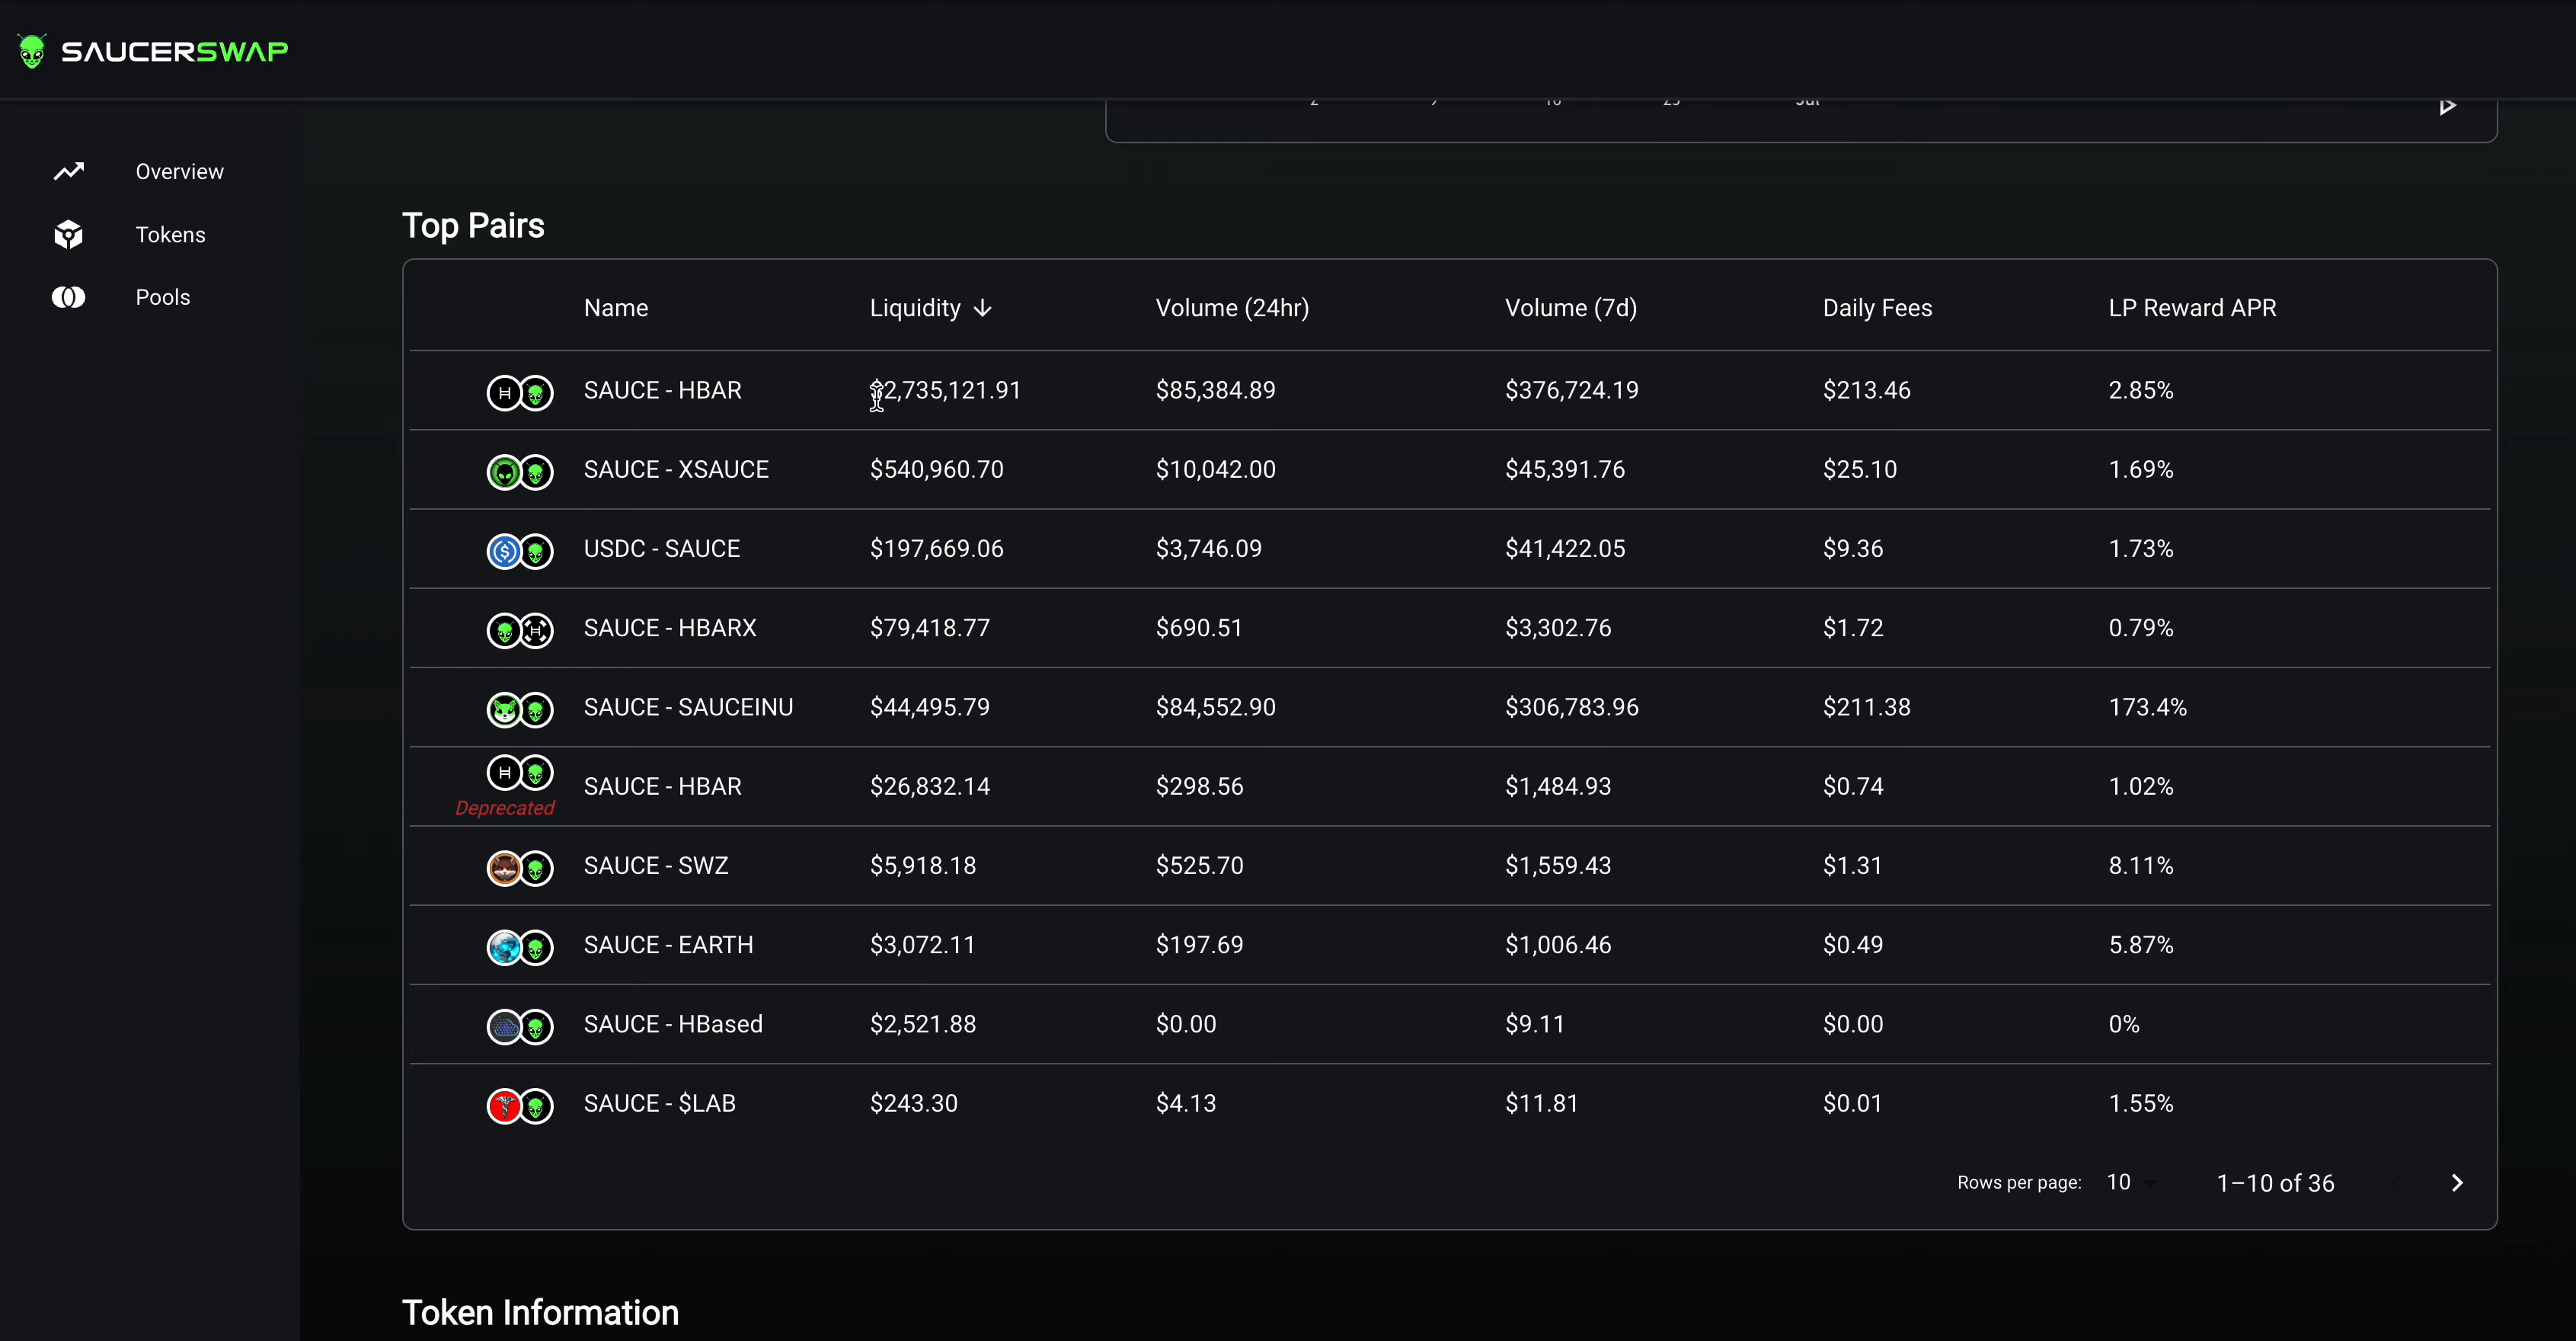 SAUCERSWAP
Overview
Tokens
Pools
Top Pairs
Name Liquidity Volume (24hr) Volume (7d) Daily Fees LP Reward APR
SAUCE - HBAR $2,735,121.91 $85,384.89 $376,724.19 $213.46 2.85%
SAUCE - XSAUCE $540,960.70 $10,042.00 $45,391.76 $25.10 1.69%
USDC - SAUCE $197,669.06 $3,746.09 $41,422.05 $9.36 1.73%
SAUCE - HBARX $79,418.77 $690.51 $3,302.76 $1.72 0.79%
SAUCE - SAUCEINU $44,495.79 $84,552.90 $306,783.96 $211.38 173.4%
SAUCE - HBAR $26,832.14 $298.56 $1,484.93 $0.74 1.02%
Deprecated
SAUCE - SWZ $5,918.18 $525.70 $1,559.43 $1.31 8.11%
SAUCE - EARTH $3,072.11 $197.69 $1,006.46 $0.49 5.87%
SAUCE - HBased $2,521.88 $0.00 $9.11 $0.00 0%
SAUCE - $LAB $243.30 $4.13 $11.81 $0.01 1.55%
Rows per page: 10 1–10 of 36
Token Information